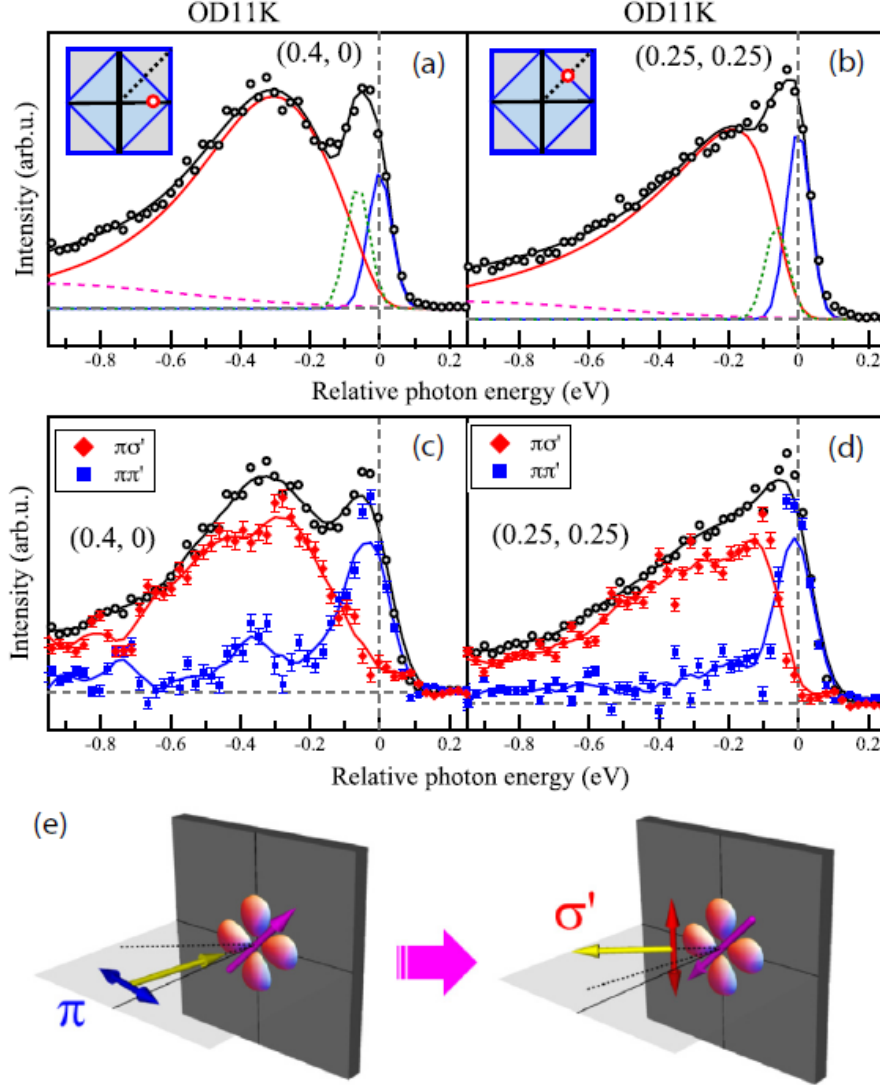 OD11K
OD11K
(0.4, 0)
(a)
(0.25, 0.25)
(b)
Intensity (arb.u.)
-0.8 -0.6 -0.4 -0.2 0 0.2
-0.8 -0.6 -0.4 -0.2 0 0.2
Relative photon energy (eV)
πσ'
ππ'
(c)
(0.4, 0)
πσ'
ππ'
(d)
(0.25, 0.25)
Intensity (arb.u.)
-0.8 -0.6 -0.4 -0.2 0 0.2
-0.8 -0.6 -0.4 -0.2 0 0.2
Relative photon energy (eV)
(e)
π
σ'